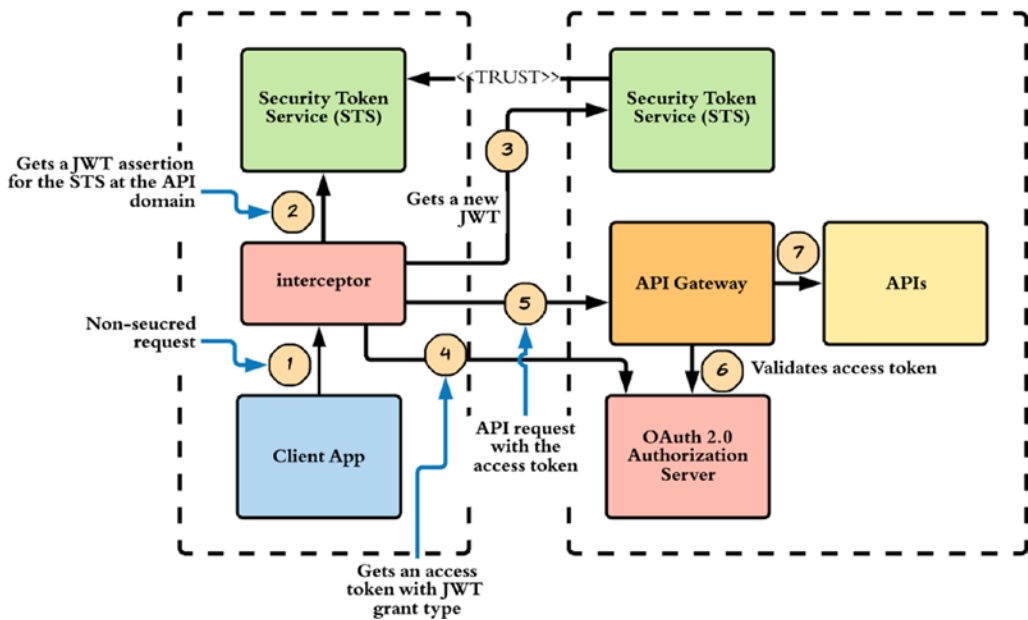 Security Token
Service (STS)
<<TRUST>>
Security Token
Service (STS)
3
Gets a JWT assertion
for the STS at the API
domain
2
Gets a new
JWT
interceptor
API Gateway
7
APIs
5
Non-seucred
request
1
4
6
Validates access token
Client App
API request
with the
access token
OAuth 2.0
Authorization
Server
Gets an access
token with JWT
grant type